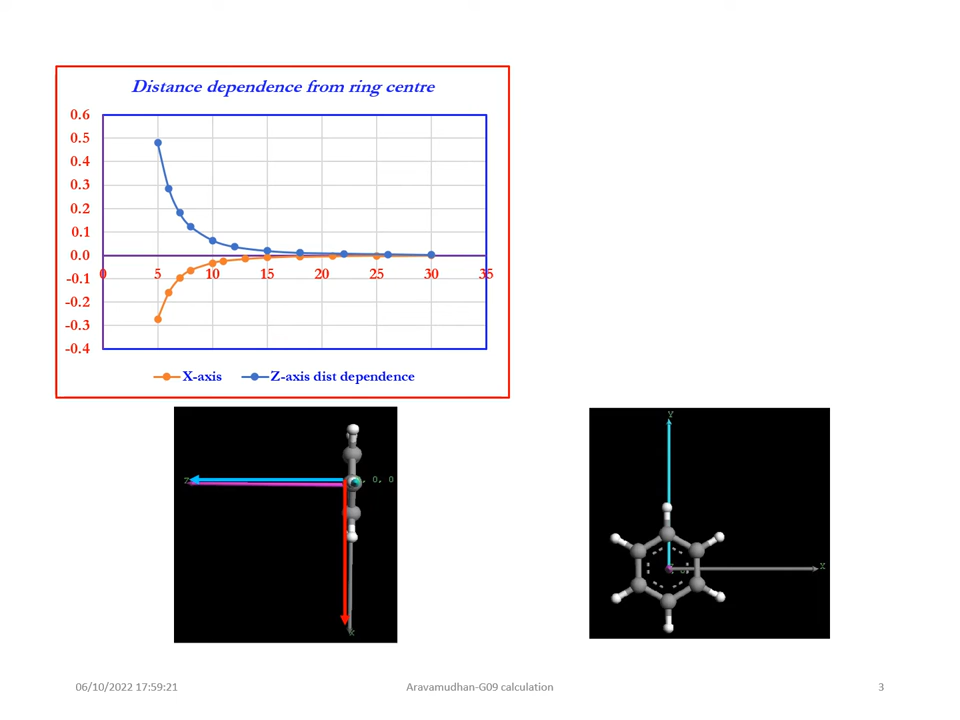 Distance dependence from ring centre
0.6
0.5
0.4
0.3
0.2
0.1
0.0
-0.1
-0.2
-0.3
-0.4
0 5 10 15 20 25 30 35
X-axis Z-axis dist dependence
Z , 0, 0
X
Y
X
06/10/2022 17:59:21 Aravamudhan-G09 calculation 3